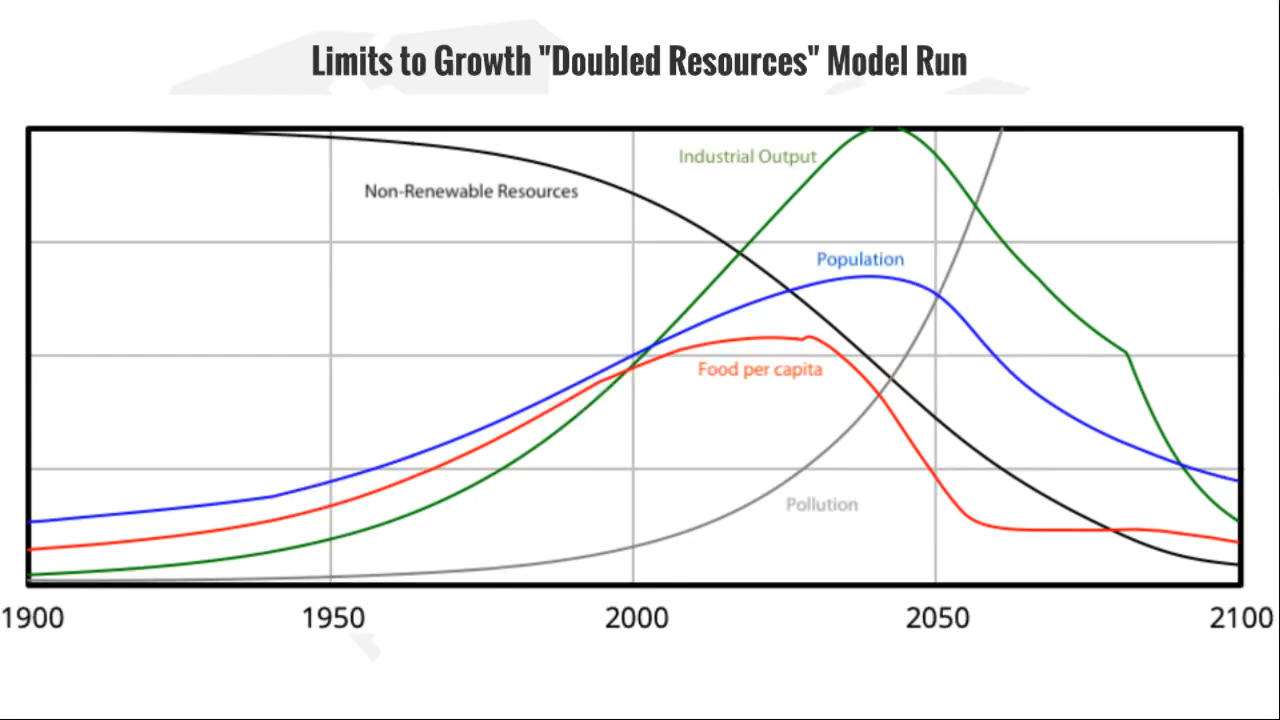 Limits to Growth "Doubled Resources" Model Run
Industrial Output
Non-Renewable Resources
Population
Food per capita
Pollution
1900 1950 2000 2050 2100